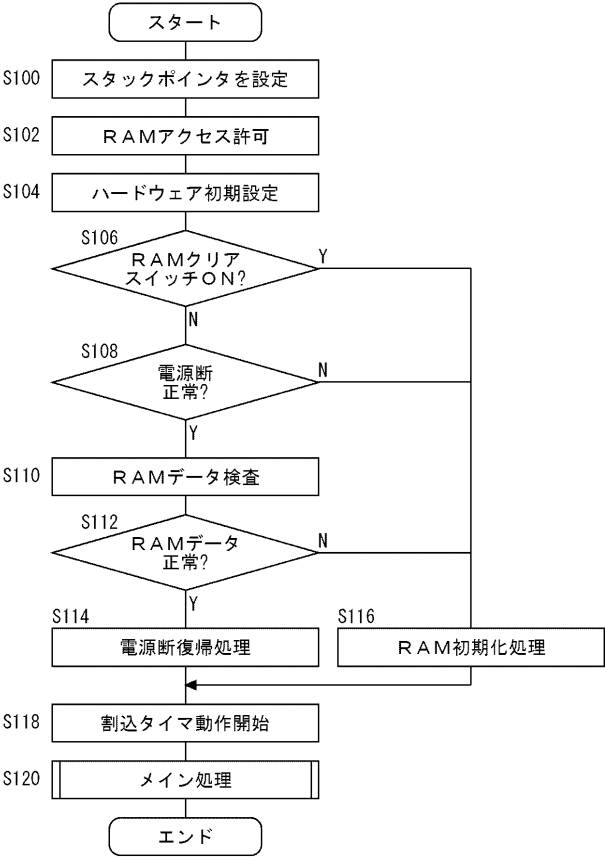 スタート
S100
スタックポインタを設定
S102
ＲＡＭアクセス許可
S104
ハードウェア初期設定
S106
ＲＡＭクリア
スイッチＯＮ?
Y
N
S108
電源断
正常?
N
Y
S110
ＲＡＭデータ検査
S112
ＲＡＭデータ
正常?
N
Y
S114
電源断復帰処理
S116
ＲＡＭ初期化処理
S118
割込タイマ動作開始
S120
メイン処理
エンド